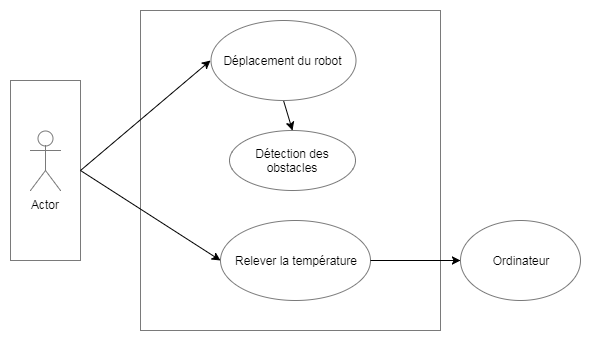 Déplacement du robot
Détection des
obstacles
Actor
Relever la température
Ordinateur